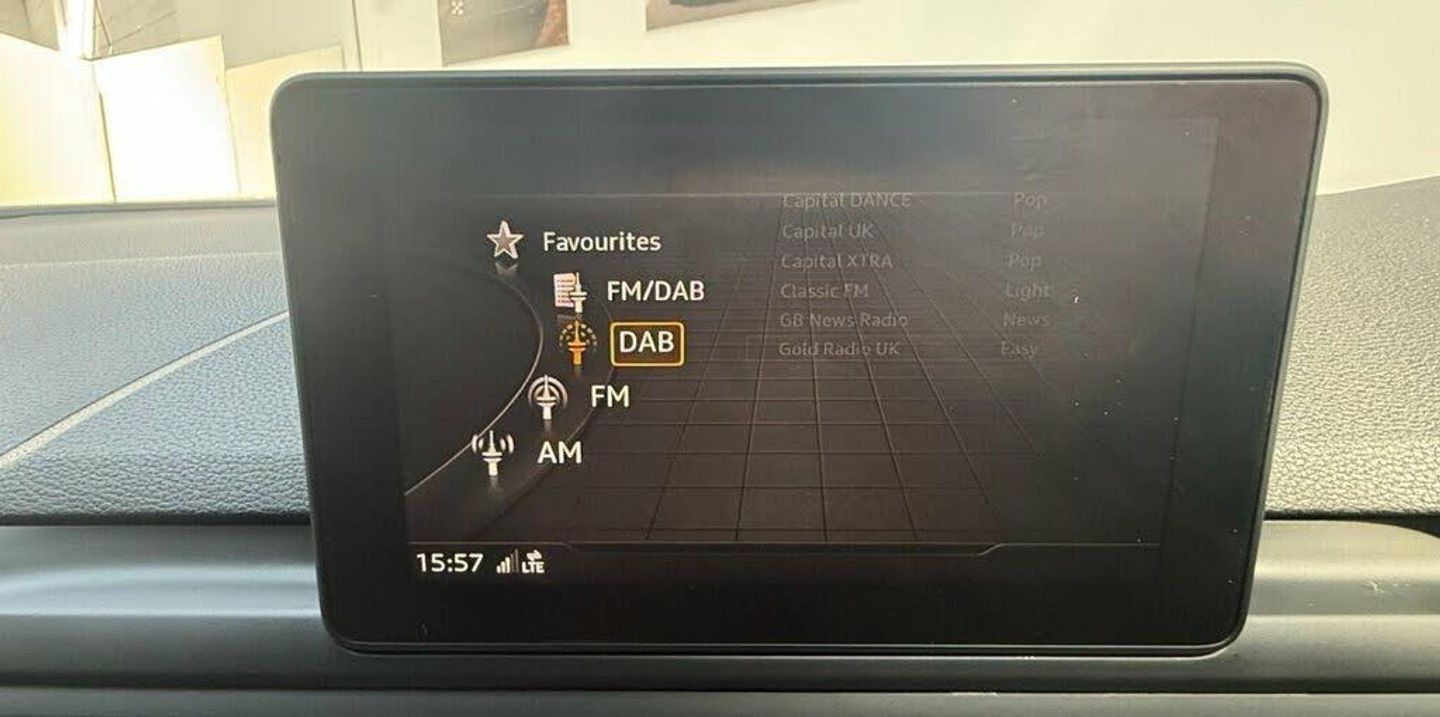 Favourites
FM/DAB
DAB
FM
AM
Capital DANCE Pop
Capital UK Pop
Capital XTRA Pop
Classic FM Light
GB News Radio News
Gold Radio UK Easy
15:57 LTE